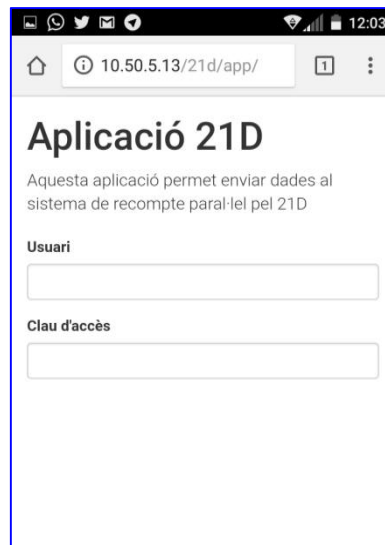 12:03
10.50.5.13/21d/app/
1
Aplicació 21D
Aquesta aplicació permet enviar dades al
sistema de recompte paral·lel pel 21D
Usuari
Clau d'accès